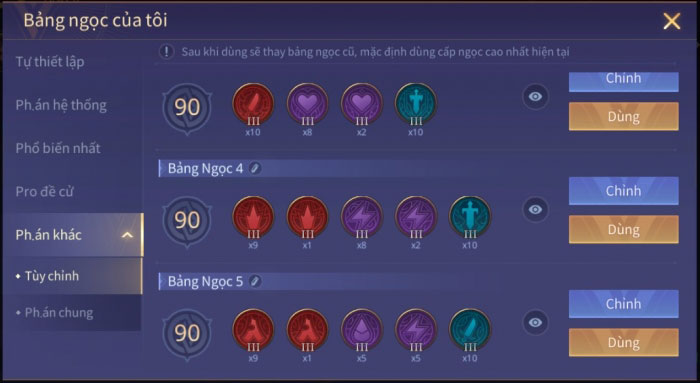 Bảng ngọc của tôi
Sau khi dùng sẽ thay bảng ngọc cũ, mặc định dùng cấp ngọc cao nhất hiện tại
Tự thiết lập
Ph.án hệ thống
Phổ biến nhất
Pro đề cử
Ph.án khác
• Tùy chỉnh
• Ph.án chung
90
III III III III
x10 x8 x2 x10
Chỉnh
Dùng
Bảng Ngọc 4
90
III III III III III
x9 x1 x8 x2 x10
Chỉnh
Dùng
Bảng Ngọc 5
90
III III III III III
x9 x1 x5 x5 x10
Chỉnh
Dùng